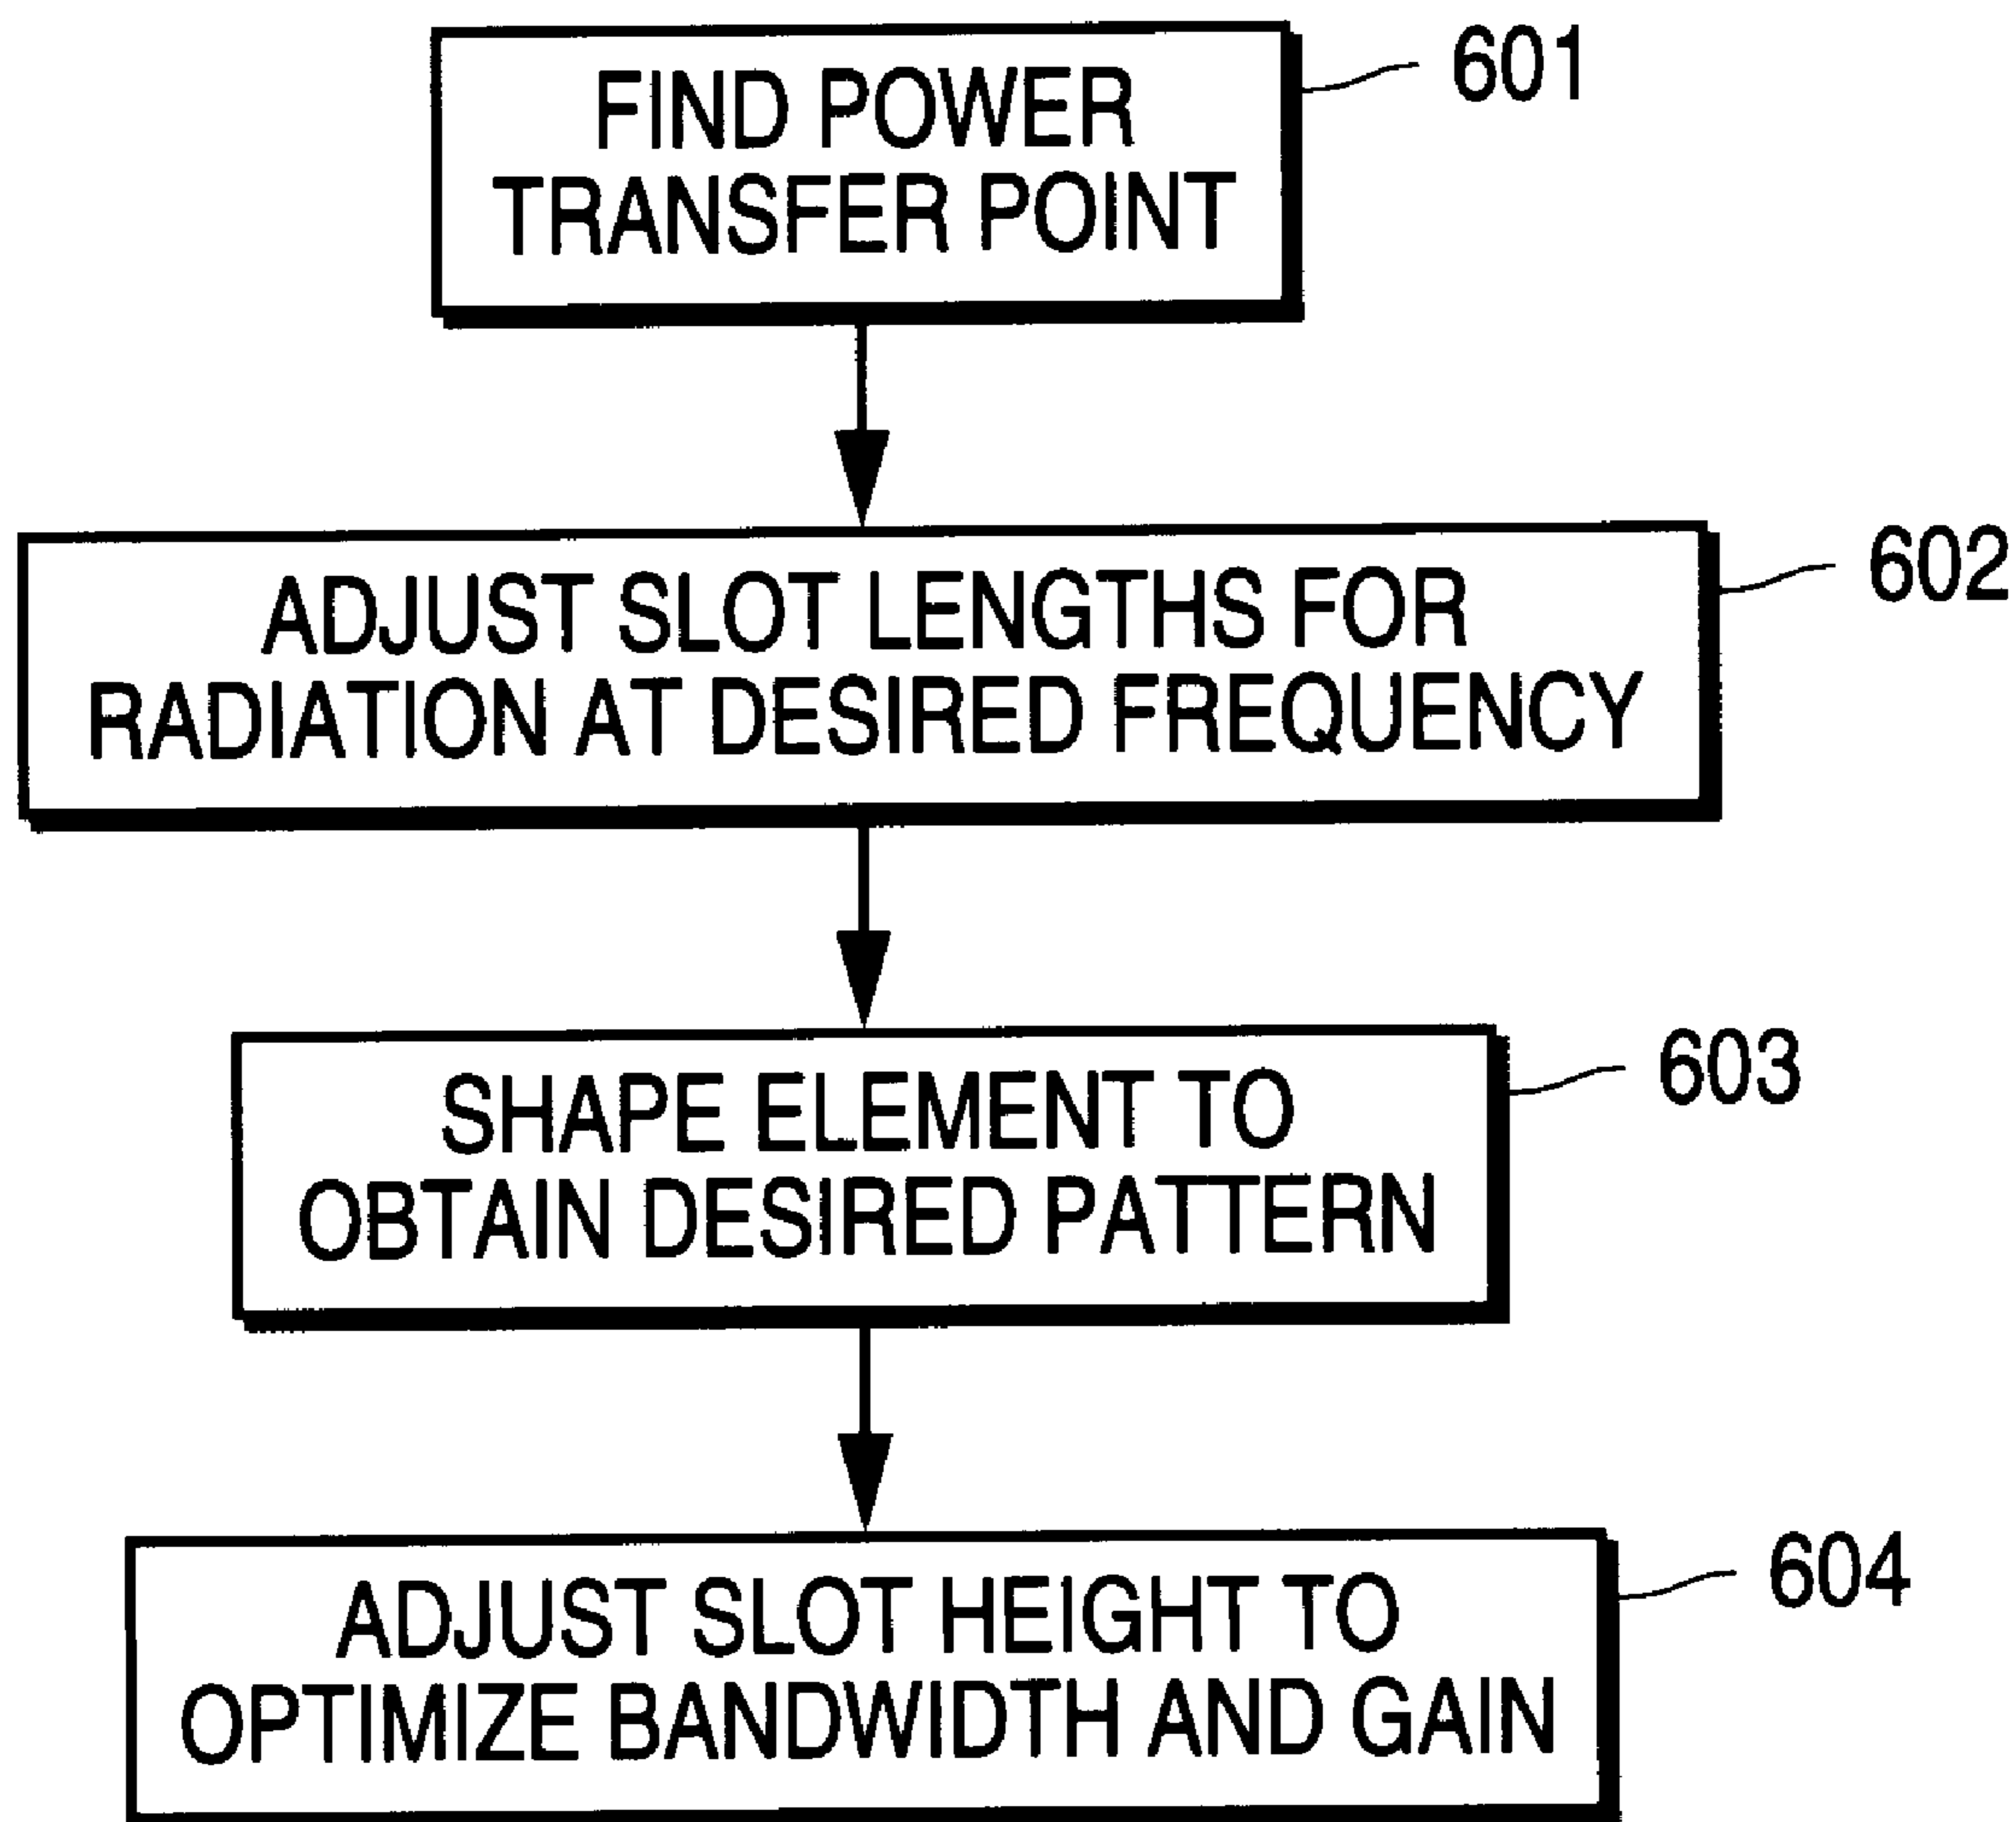 FIND POWER
TRANSFER POINT
601
ADJUST SLOT LENGTHS FOR
RADIATION AT DESIRED FREQUENCY
602
SHAPE ELEMENT TO
OBTAIN DESIRED PATTERN
603
ADJUST SLOT HEIGHT TO
OPTIMIZE BANDWIDTH AND GAIN
604